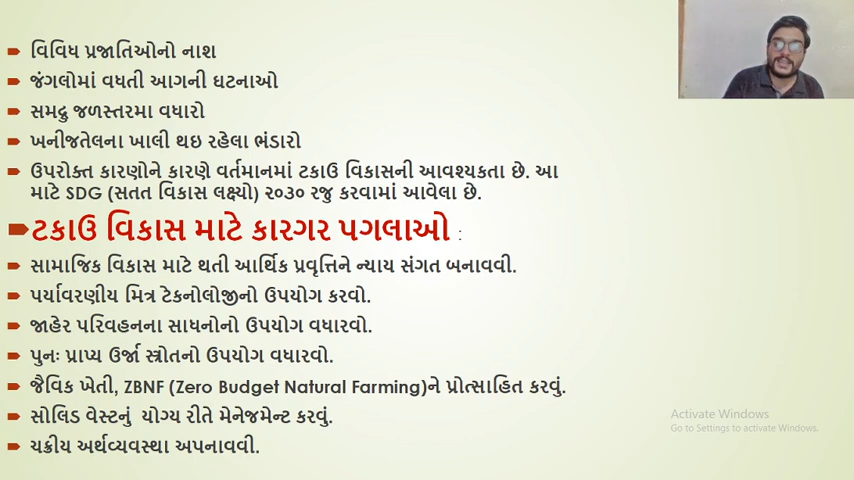 વિવિધ પ્રજાતિઓનો નાશ
જંગલોમાં વધતી આગની ઘટનાઓ
સમદ્રુ જળસ્તરમા વધારો
ખનીજતેલના ખાલી થઇ રહેલા ભંડારો
ઉપરોક્ત કારણોને કારણે વર્તમાનમાં ટકાઉ વિકાસની આવશ્યકતા છે. આ
માટે SDG (સતત વિકાસ લક્ષ્યો) ૨૦૩૦ રજુ કરવામાં આવેલા છે.
ટકાઉ વિકાસ માટે કારગર પગલાઓ :
સામાજિક વિકાસ માટે થતી આર્થિક પ્રવૃત્તિને ન્યાય સંગત બનાવવી.
પર્યાવરણીય મિત્ર ટેકનોલોજીનો ઉપયોગ કરવો.
જાહેર પરિવહનના સાધનોનો ઉપયોગ વધારવો.
પુનઃ પ્રાપ્ય ઉર્જા સ્ત્રોતનો ઉપયોગ વધારવો.
જૈવિક ખેતી, ZBNF (Zero Budget Natural Farming)ને પ્રોત્સાહિત કરવું.
સોલિડ વેસ્ટનું યોગ્ય રીતે મેનેજમેન્ટ કરવું.
ચક્રીય અર્થવ્યવસ્થા અપનાવવી.
Activate Windows
Go to Settings to activate Windows.